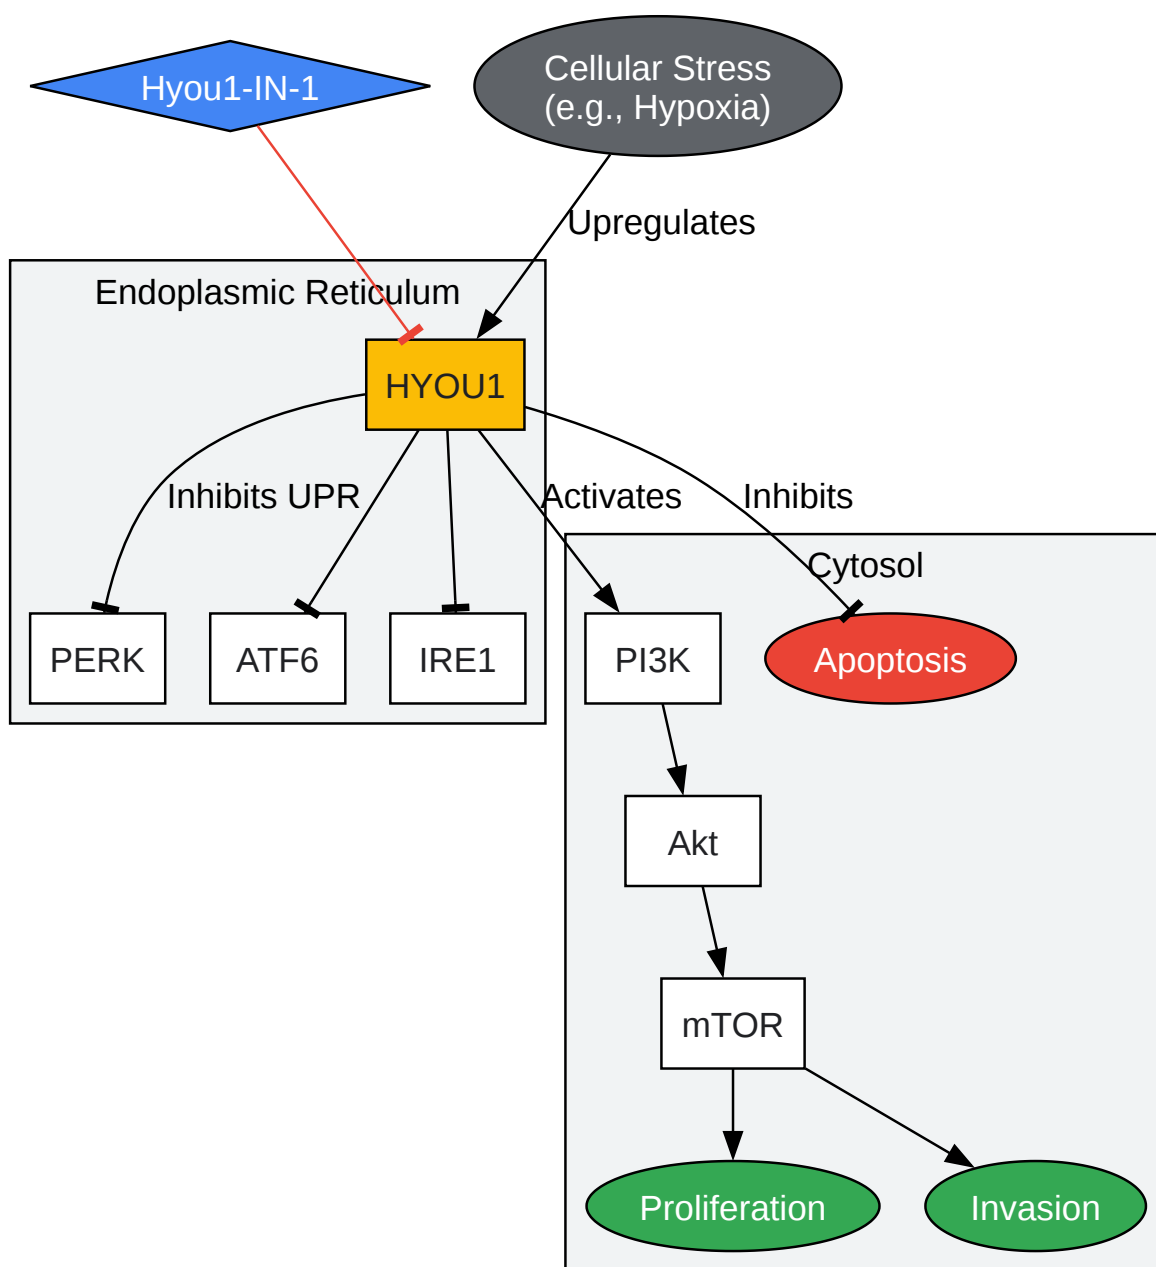 Hyou1-IN-1
Cellular Stress
(e.g., Hypoxia)
Upregulates
Endoplasmic Reticulum
HYOU1
Inhibits UPR
Activates
Inhibits
Cytosol
PERK
ATF6
IRE1
PI3K
Apoptosis
Akt
mTOR
Proliferation
Invasion